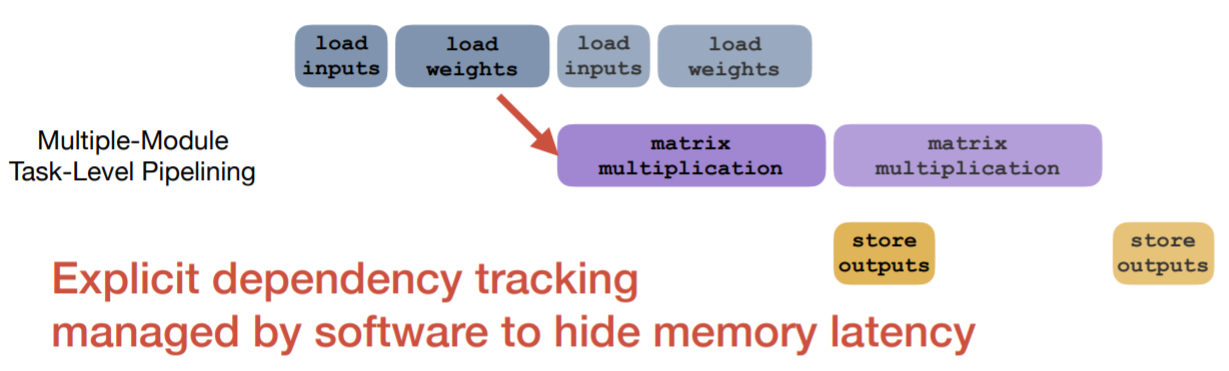 load
inputs
load
weights
load
inputs
load
weights
Multiple-Module
Task-Level Pipelining
matrix
multiplication
matrix
multiplication
store
outputs
store
outputs
Explicit dependency tracking
managed by software to hide memory latency